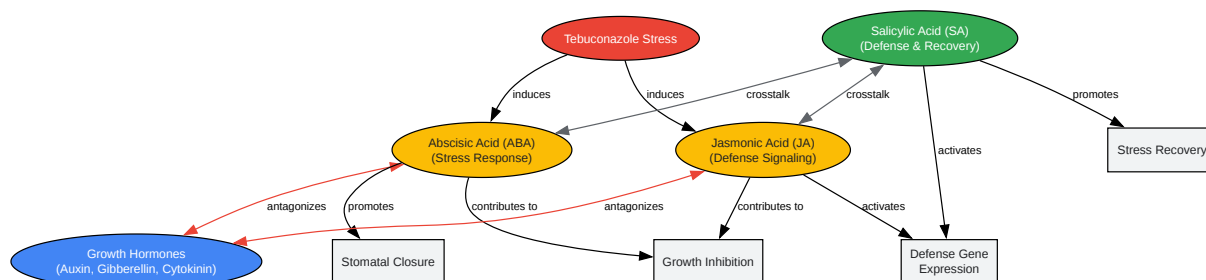 Tebuconazole Stress
Salicylic Acid (SA)
(Defense & Recovery)
induces
induces
crosstalk
crosstalk
promotes
Abscisic Acid (ABA)
(Stress Response)
Jasmonic Acid (JA)
(Defense Signaling)
activates
Stress Recovery
antagonizes
promotes
contributes to
antagonizes
contributes to
activates
Growth Hormones
(Auxin, Gibberellin, Cytokinin)
Stomatal Closure
Growth Inhibition
Defense Gene
Expression